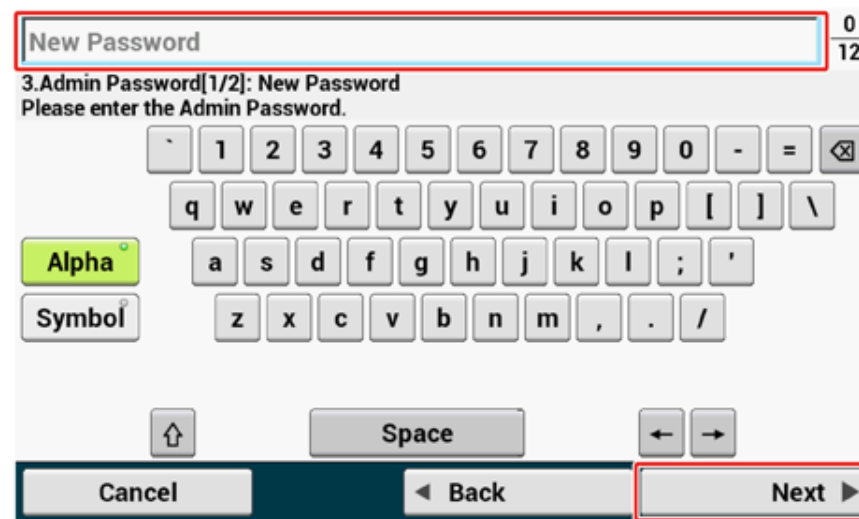 New Password
0
12
3.Admin Password[1/2]: New Password
Please enter the Admin Password.
` 1 2 3 4 5 6 7 8 9 0 - =
q w e r t y u i o p [ ] \
Alpha a s d f g h j k l ; '
Symbol z x c v b n m , . /
Space ← →
Cancel ◀ Back Next ▶